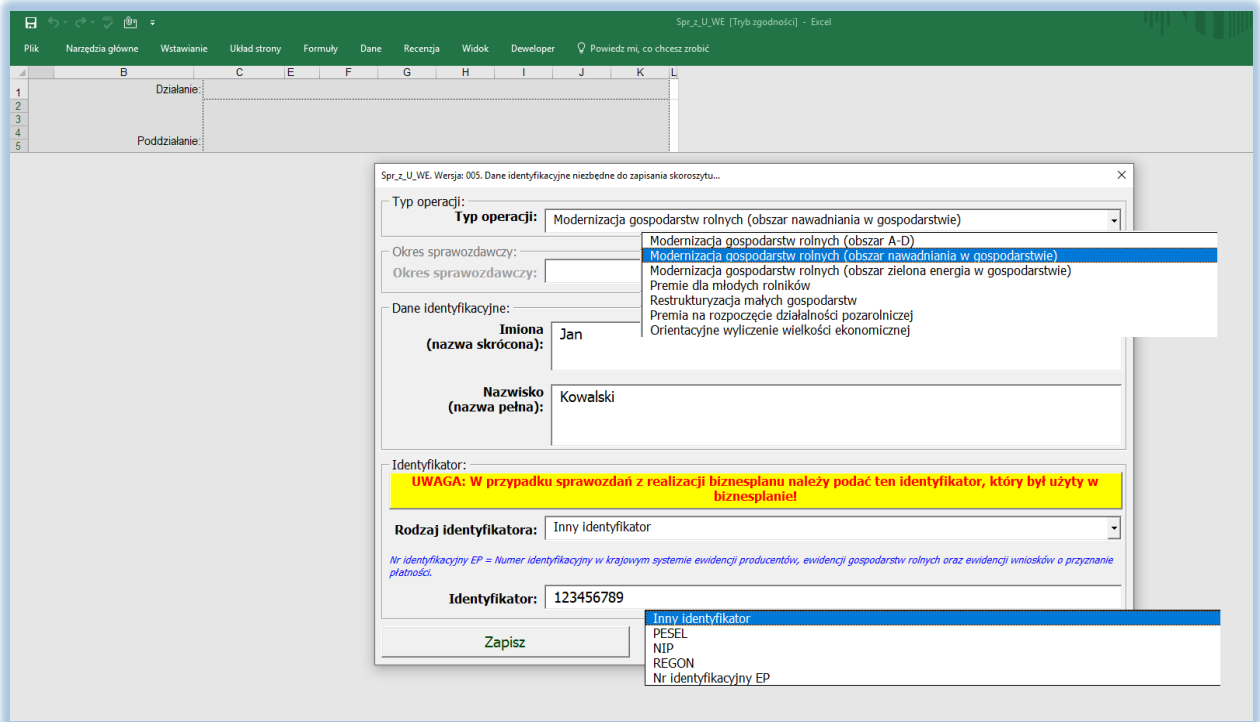 Spr_z_U_WE [Tryb zgodności] - Excel
Plik Narzędzia główne Wstawianie Układ strony Formuły Dane Recenzja Widok Deweloper Powiedz mi, co chcesz zrobić
B C E F G H I J K L
1 Działanie:
2
3
4
Poddziałanie:
5
Spr_z_U_WE. Wersja: 005. Dane identyfikacyjne niezbędne do zapisania skoroszytu...
Typ operacji:
Typ operacji: Modernizacja gospodarstw rolnych (obszar nawadniania w gospodarstwie)
Modernizacja gospodarstw rolnych (obszar A-D)
Modernizacja gospodarstw rolnych (obszar nawadniania w gospodarstwie)
Modernizacja gospodarstw rolnych (obszar zielona energia w gospodarstwie)
Premie dla młodych rolników
Restrukturyzacja małych gospodarstw
Premia na rozpoczęcie działalności pozarolniczej
Orientacyjne wyliczenie wielkości ekonomicznej
Okres sprawozdawczy:
Okres sprawozdawczy:
Dane identyfikacyjne:
Imiona
(nazwa skrócona):
Jan
Nazwisko
(nazwa pełna):
Kowalski
Identyfikator:
UWAGA: W przypadku sprawozdań z realizacji biznesplanu należy podać ten identyfikator, który był użyty w
biznesplanie!
Rodzaj identyfikatora: Inny identyfikator
Nr identyfikacyjny EP = Numer identyfikacyjny w krajowym systemie ewidencji producentów, ewidencji gospodarstw rolnych oraz ewidencji wniosków o przyznanie
płatności.
Identyfikator: 123456789
Inny identyfikator
PESEL
NIP
REGON
Nr identyfikacyjny EP
Zapisz